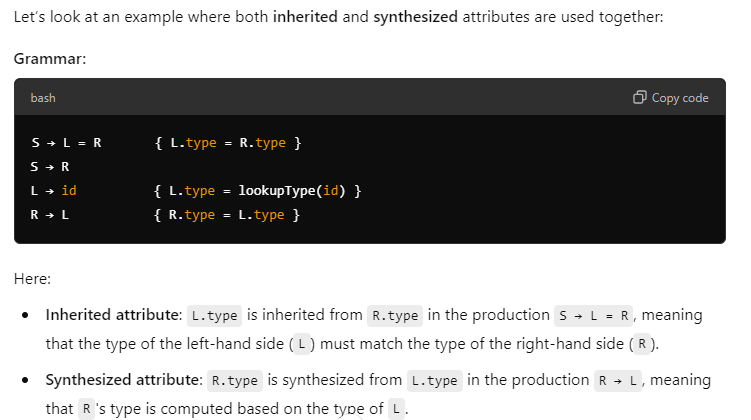 Let's look at an example where both inherited and synthesized attributes are used together:
Grammar:
bash Copy code
S → L = R { L.type = R.type }
S → R
L → id { L.type = lookupType(id) }
R → L { R.type = L.type }
Here:
• Inherited attribute: L.type is inherited from R.type in the production S → L = R, meaning
that the type of the left-hand side (L) must match the type of the right-hand side (R).
• Synthesized attribute: R.type is synthesized from L.type in the production R → L, meaning
that R's type is computed based on the type of L.